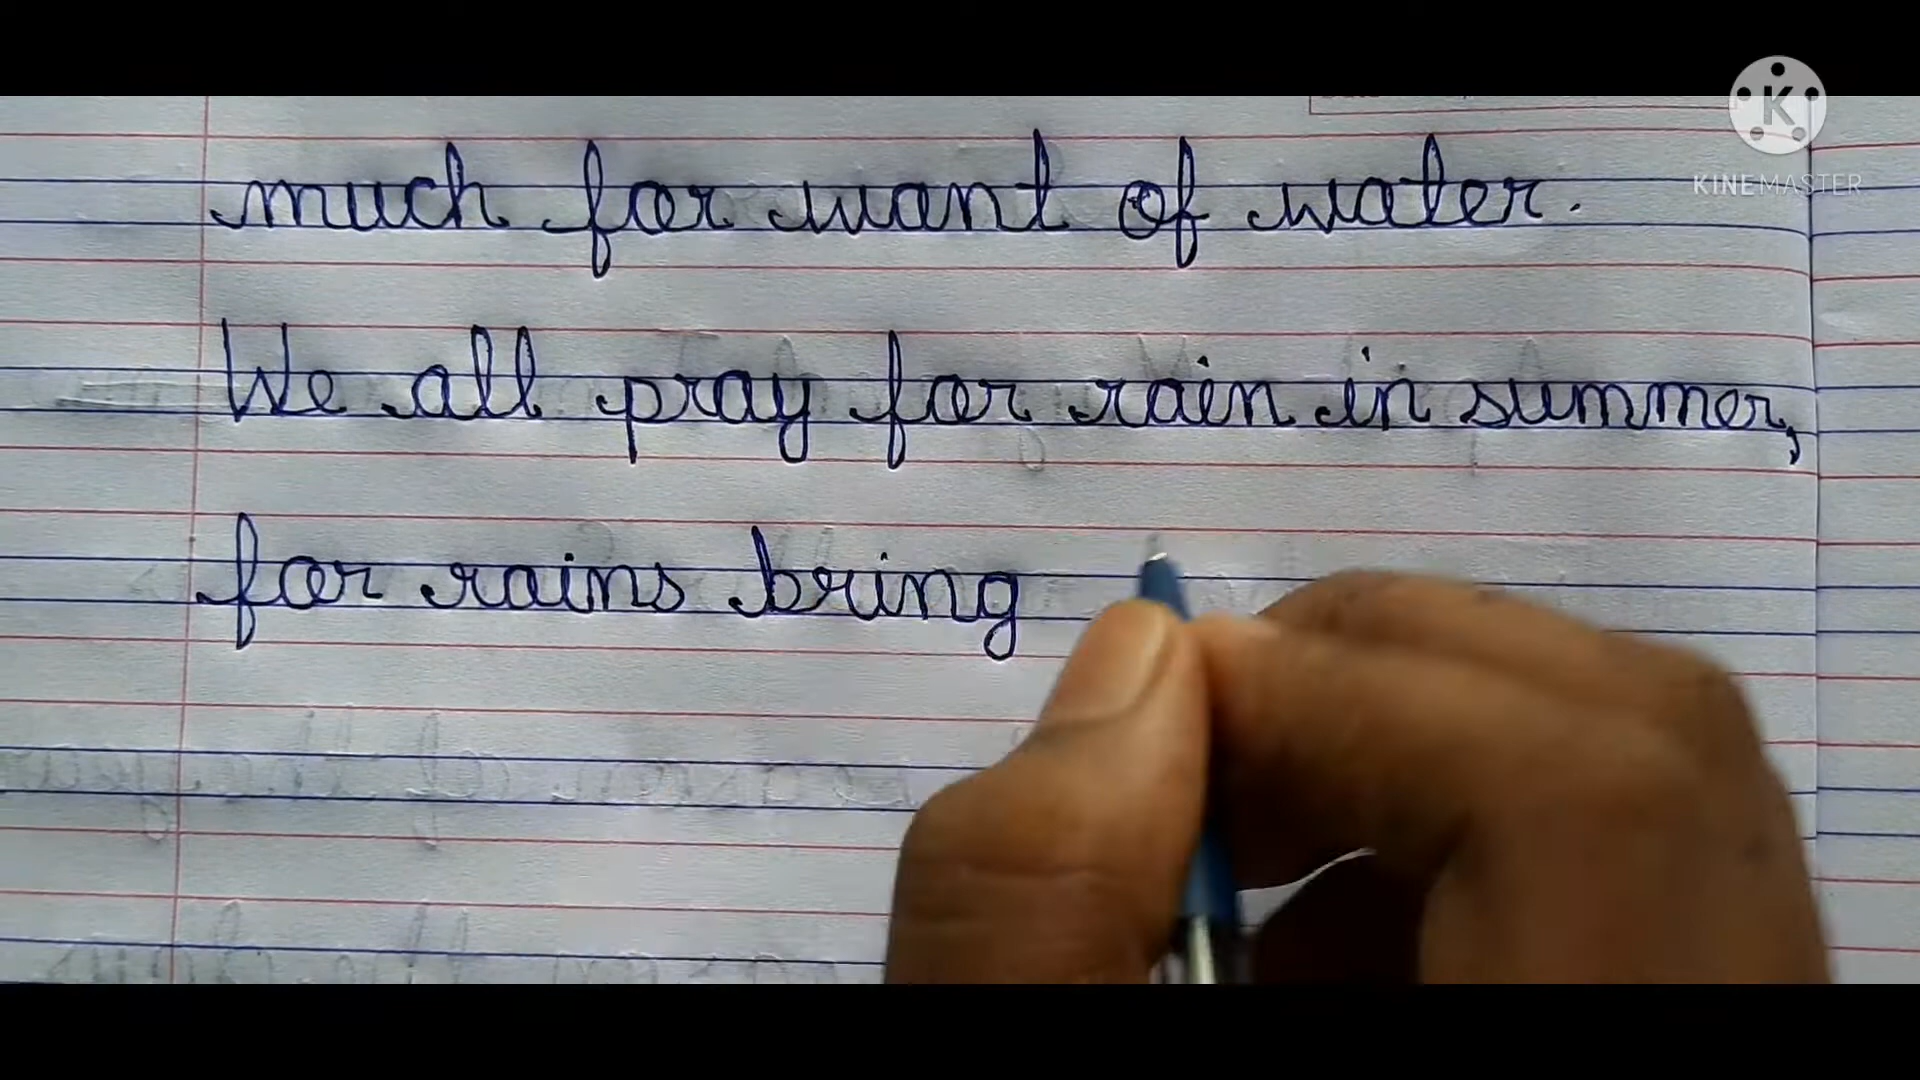 much for want of water.
We all pray for rain in summer,
for rains bring
KINEMASTER